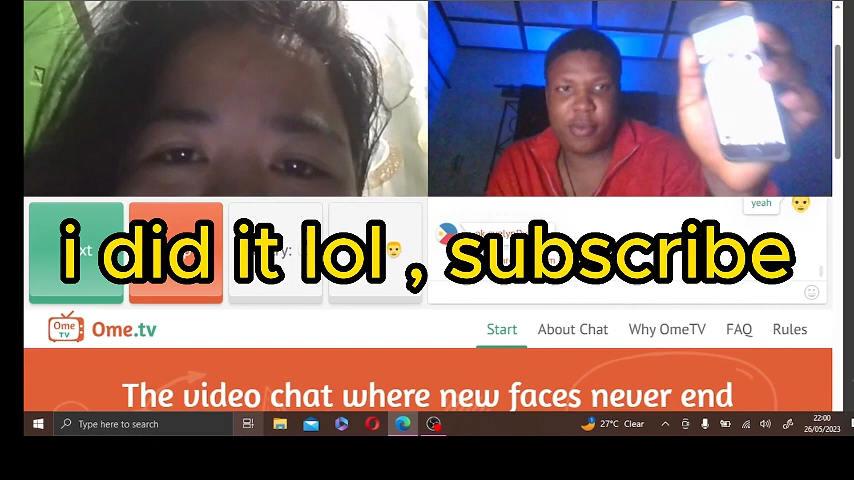 yeah
i did it lol , subscribe
Ome
TV
Ome.tv
Start About Chat Why OmeTV FAQ Rules
The video chat where new faces never end
Type here to search
27°C Clear
22:00
26/05/2023